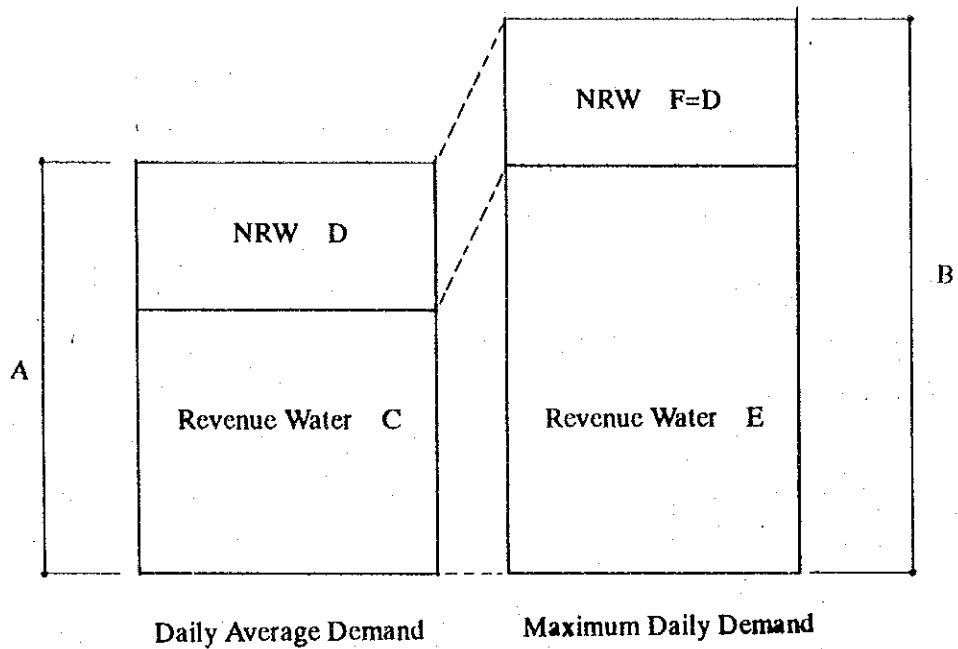 NRW F=D
NRW D
B
A
Revenue Water C
Revenue Water E
Daily Average Demand
Maximum Daily Demand